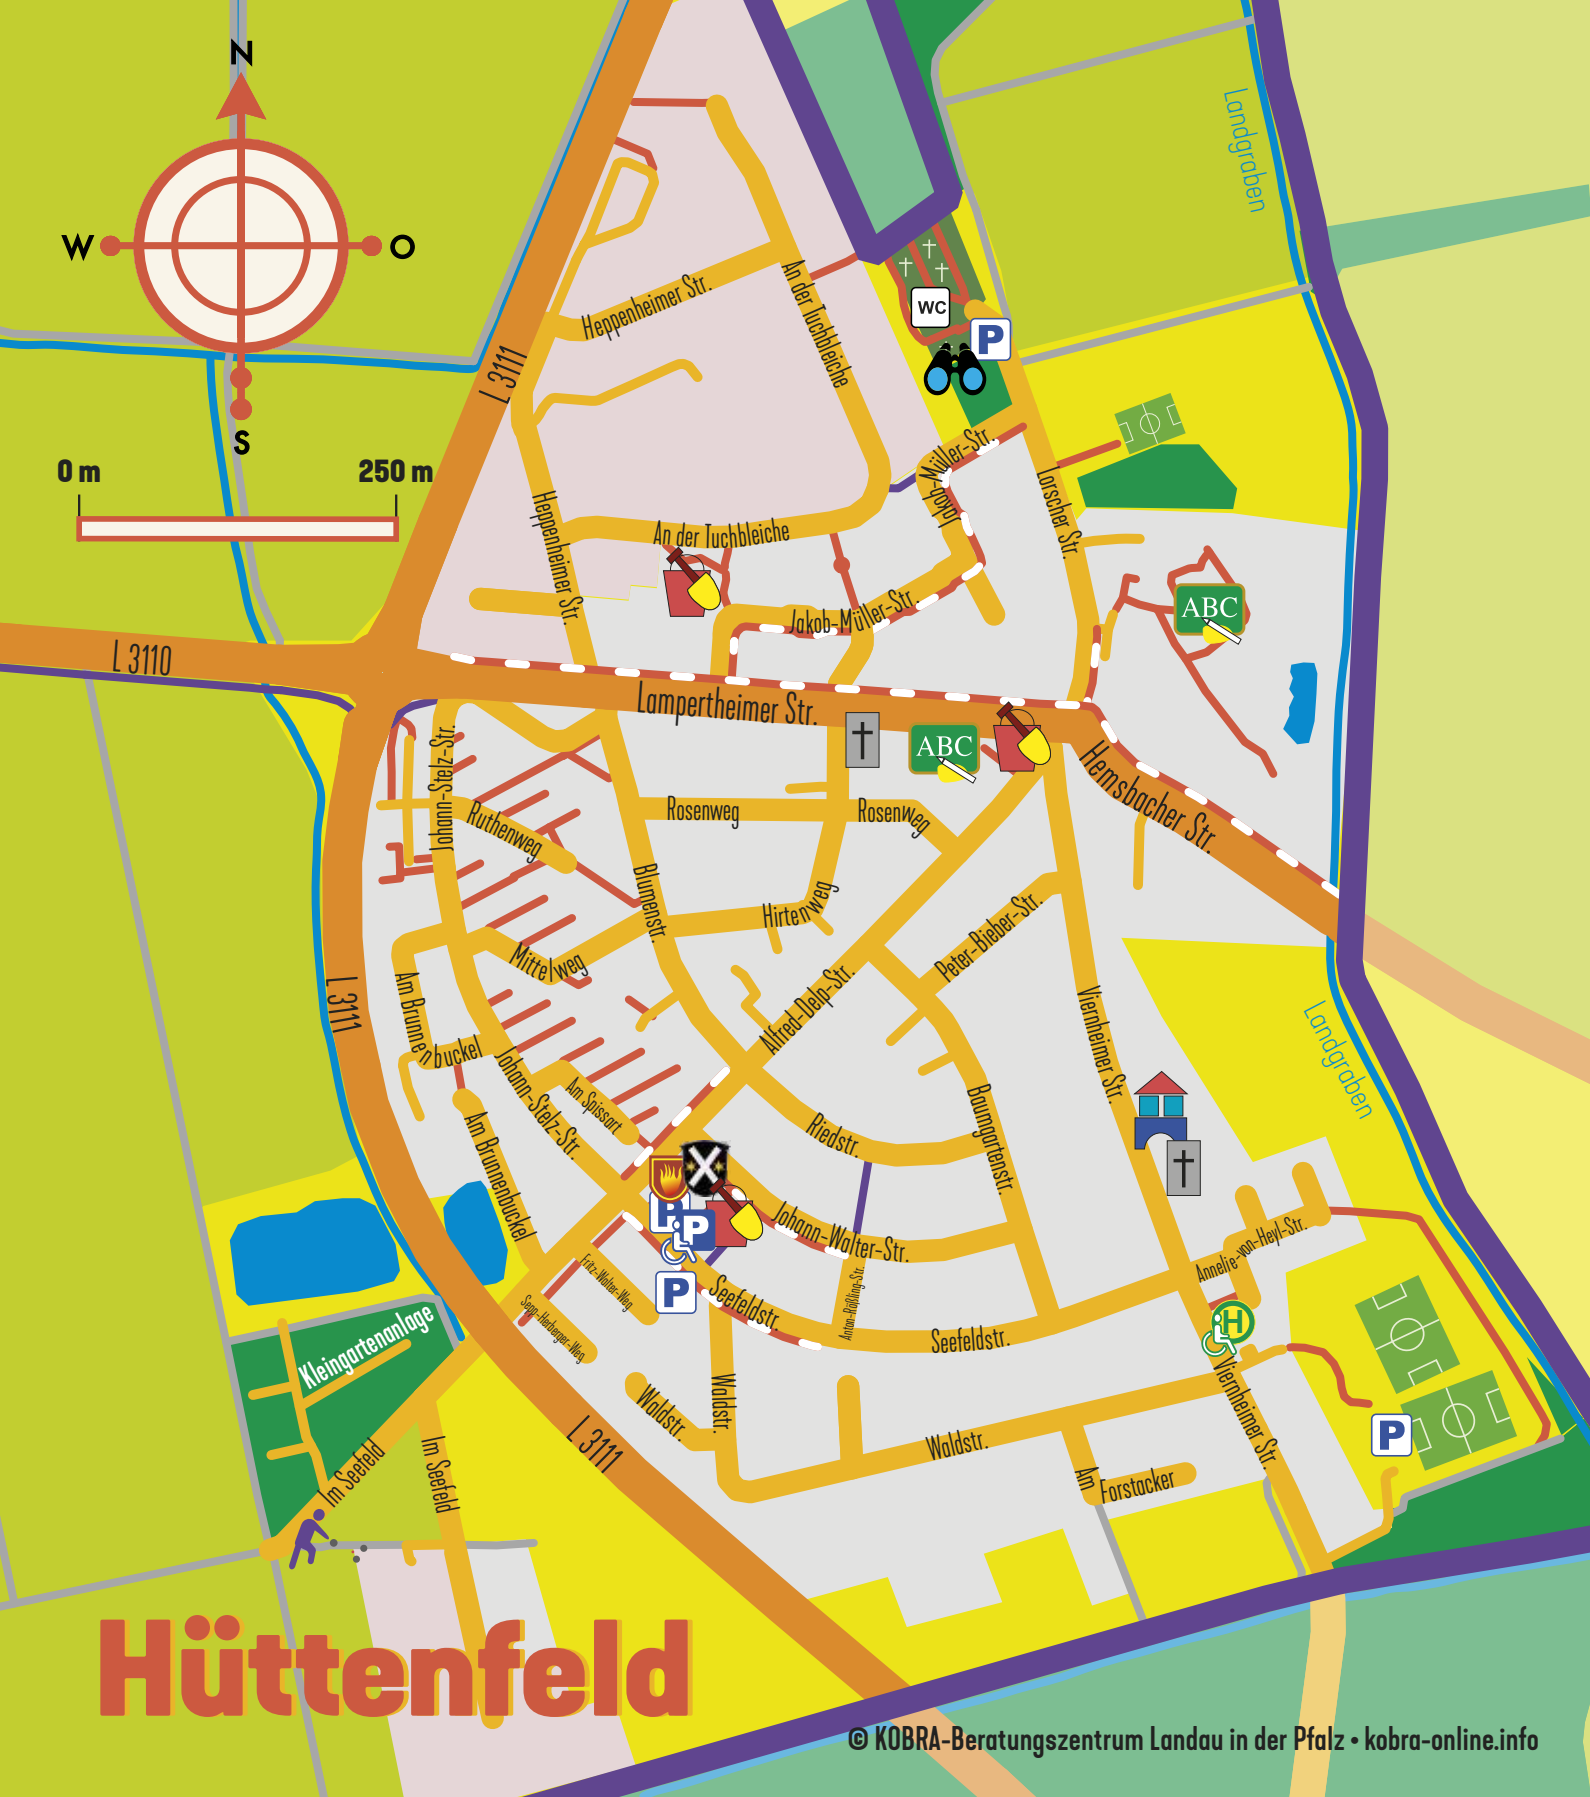 N
W
O
S
0 m
250 m
Landgraben
Heppenheimer Str.
An der Tuchbleiche
L 3111
WC
P
Jakob-Müller-Str.
Lorscher Str.
Heppenheimer Str.
An der Tuchbleiche
ABC
Jakob-Müller-Str.
L 3110
Lampertheimer Str.
ABC
Hemsbacher Str.
Johann-Stelz-Str.
Ruthenweg
Rosenweg
Rosenweg
Blumenstr.
Hirtenweg
Mittelweg
Peter-Bieber-Str.
L 3111
Am Brunnenbuckel
Alfred-Delp-Str.
Viernheimer Str.
Landgraben
Johann-Stelz-Str.
Am Spissort
Am Brunnenbuckel
Riedstr.
Baumgartenstr.
P
P
Johann-Walter-Str.
Annelie-von-Heyl-Str.
Fritz-Walter-Weg
P
Seefeldstr.
Anton-Rößling-Str.
Sepp-Herberger-Weg
Seefeldstr.
H
Kleingartenanlage
Viernheimer Str.
Waldstr.
Waldstr.
P
L 3111
Waldstr.
Im Seefeld
Im Seefeld
Am Forstacker
Hüttenfeld
© KOBRA-Beratungszentrum Landau in der Pfalz • kobra-online.info